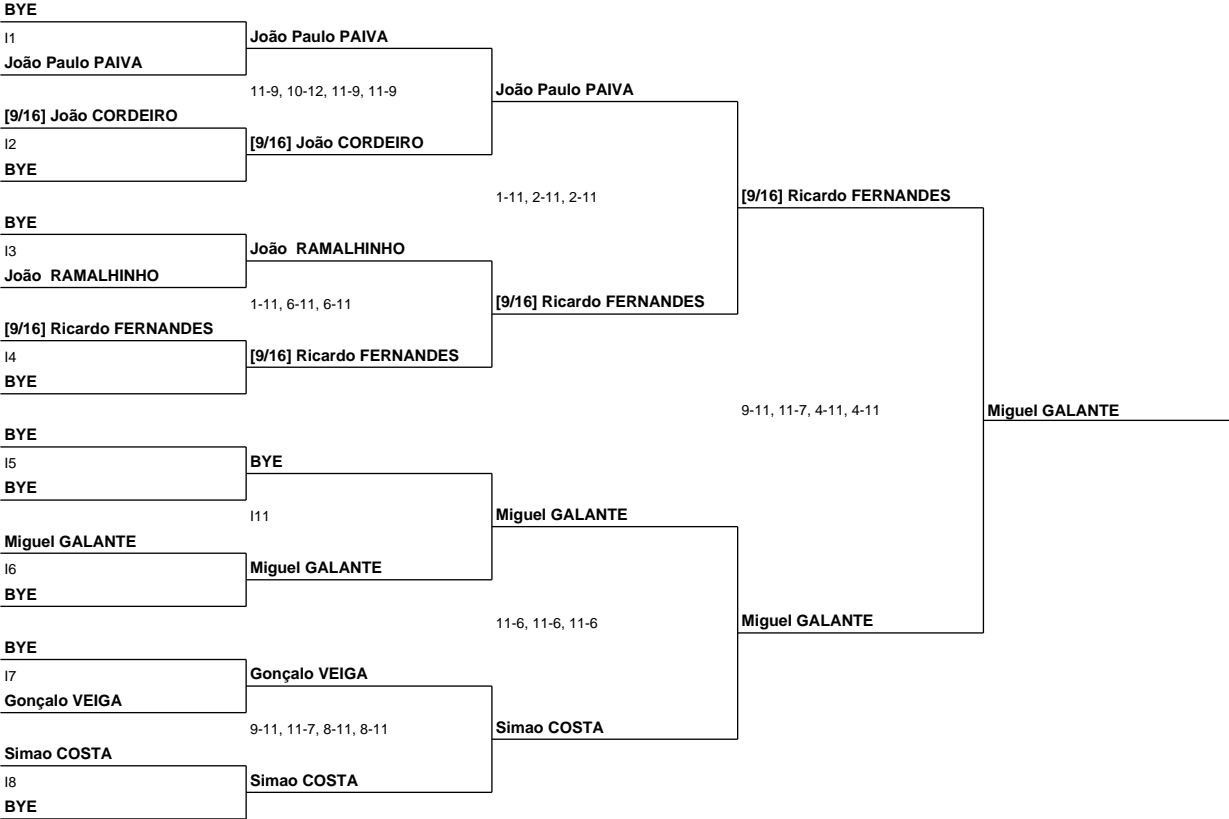 BYE
I1
João Paulo PAIVA
João Paulo PAIVA
11-9, 10-12, 11-9, 11-9
João Paulo PAIVA
[9/16] João CORDEIRO
I2
[9/16] João CORDEIRO
BYE
1-11, 2-11, 2-11
[9/16] Ricardo FERNANDES
BYE
I3
João  RAMALHINHO
João  RAMALHINHO
1-11, 6-11, 6-11
[9/16] Ricardo FERNANDES
[9/16] Ricardo FERNANDES
I4
[9/16] Ricardo FERNANDES
BYE
9-11, 11-7, 4-11, 4-11
Miguel GALANTE
BYE
I5
BYE
BYE
I11
Miguel GALANTE
Miguel GALANTE
I6
Miguel GALANTE
BYE
11-6, 11-6, 11-6
Miguel GALANTE
BYE
I7
Gonçalo VEIGA
Gonçalo VEIGA
9-11, 11-7, 8-11, 8-11
Simao COSTA
Simao COSTA
I8
Simao COSTA
BYE